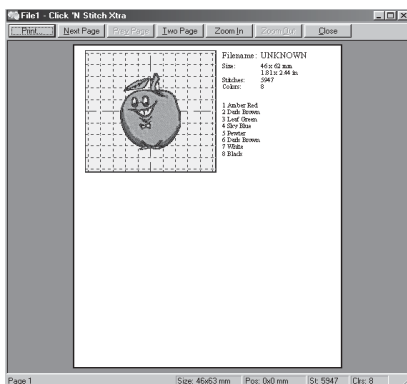 File1 - Click 'N Stitch Xtra
Print... Next Page Prev Page Two Page Zoom In Zoom Out Close
Filename: UNKNOWN
Size: 46 x 62 mm
1.81 x 2.44 in
Stitches: 5947
Colors: 8
1 Amber Red
2 Dark Brown
3 Leaf Green
4 Sky Blue
5 Pewter
6 Dark Brown
7 White
8 Black
Page 1 Size: 45x63 mm Pos: 0x0 mm St: 5947 Clrs: 8